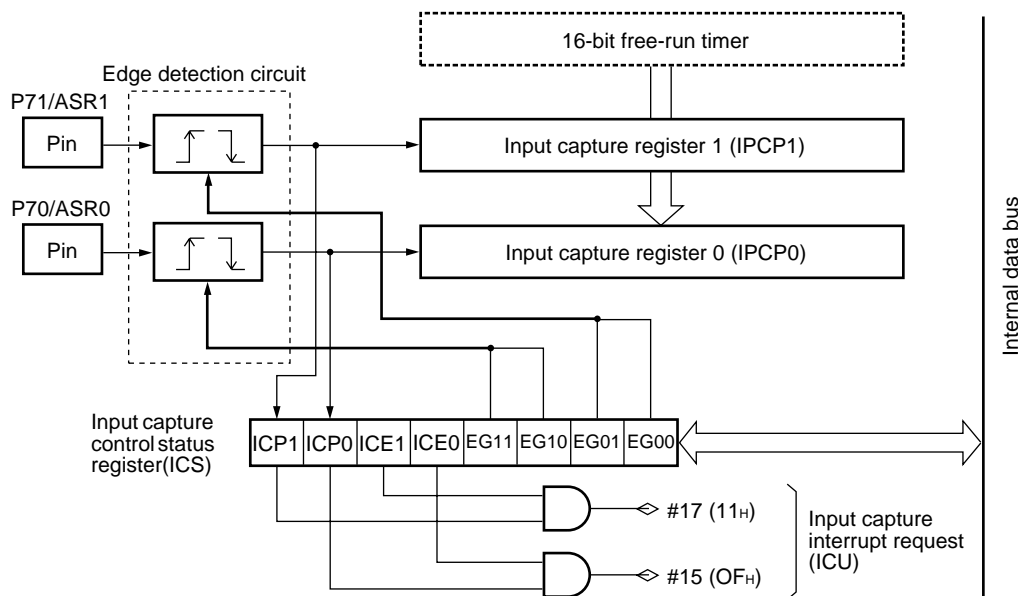 16-bit free-run timer
Edge detection circuit
P71/ASR1
Pin
Input capture register 1 (IPCP1)
P70/ASR0
Pin
Input capture register 0 (IPCP0)
Internal data bus
Input capture
control status
register(ICS)
ICP1 ICP0 ICE1 ICE0 EG11 EG10 EG01 EG00
#17 (11H)
#15 (OFH)
Input capture
interrupt request
(ICU)